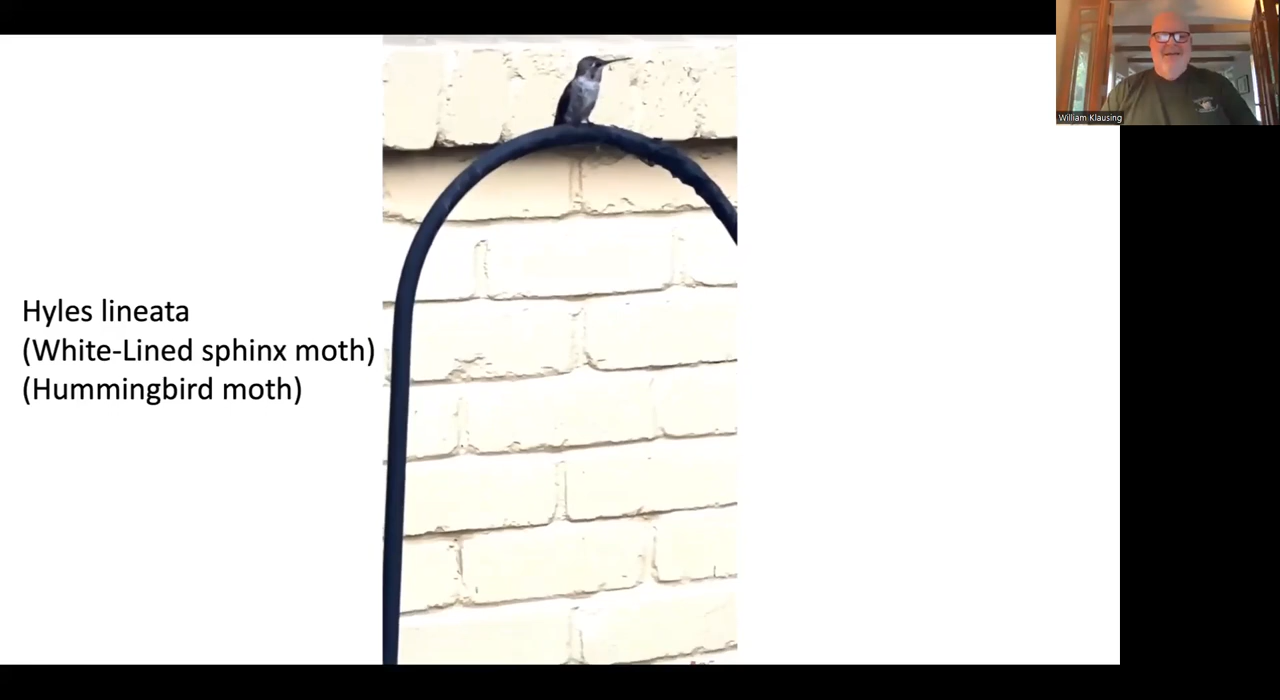 Hyles lineata
(White-Lined sphinx moth)
(Hummingbird moth)
William Klausing